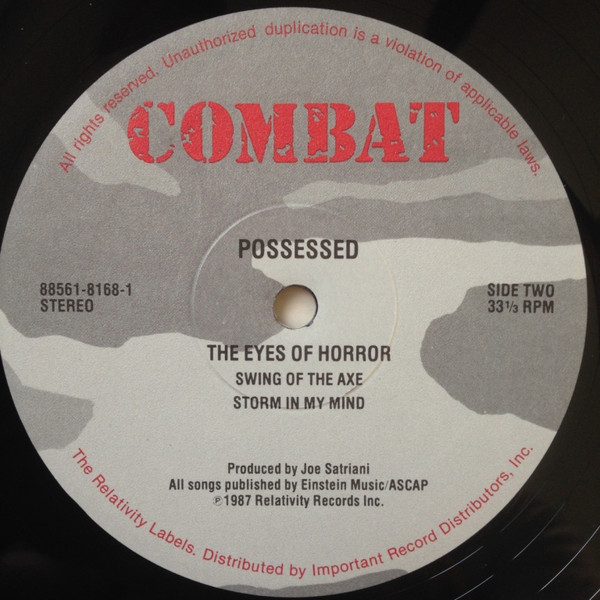 All rights reserved. Unauthorized duplication is a violation of applicable laws.
COMBAT
POSSESSED
88561-8168-1
STEREO
SIDE TWO
33 1/3 RPM
THE EYES OF HORROR
SWING OF THE AXE
STORM IN MY MIND
Produced by Joe Satriani
All songs published by Einstein Music/ASCAP
℗1987 Relativity Records Inc.
The Relativity Labels. Distributed by Important Record Distributors, Inc.